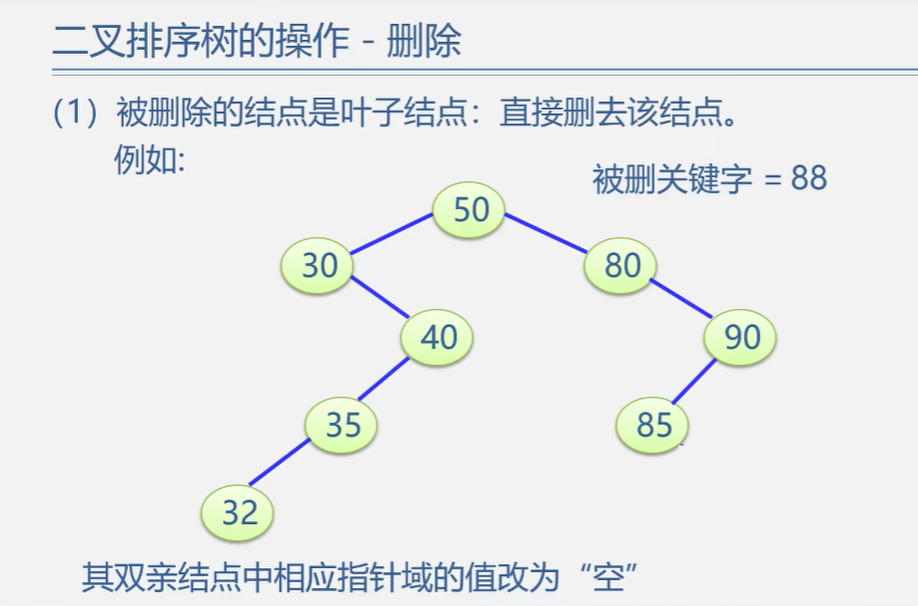 二叉排序树的操作 - 删除
(1) 被删除的结点是叶子结点：直接删去该结点。
例如:
被删关键字 = 88
50
30
80
40
90
35
85
32
其双亲结点中相应指针域的值改为“空”